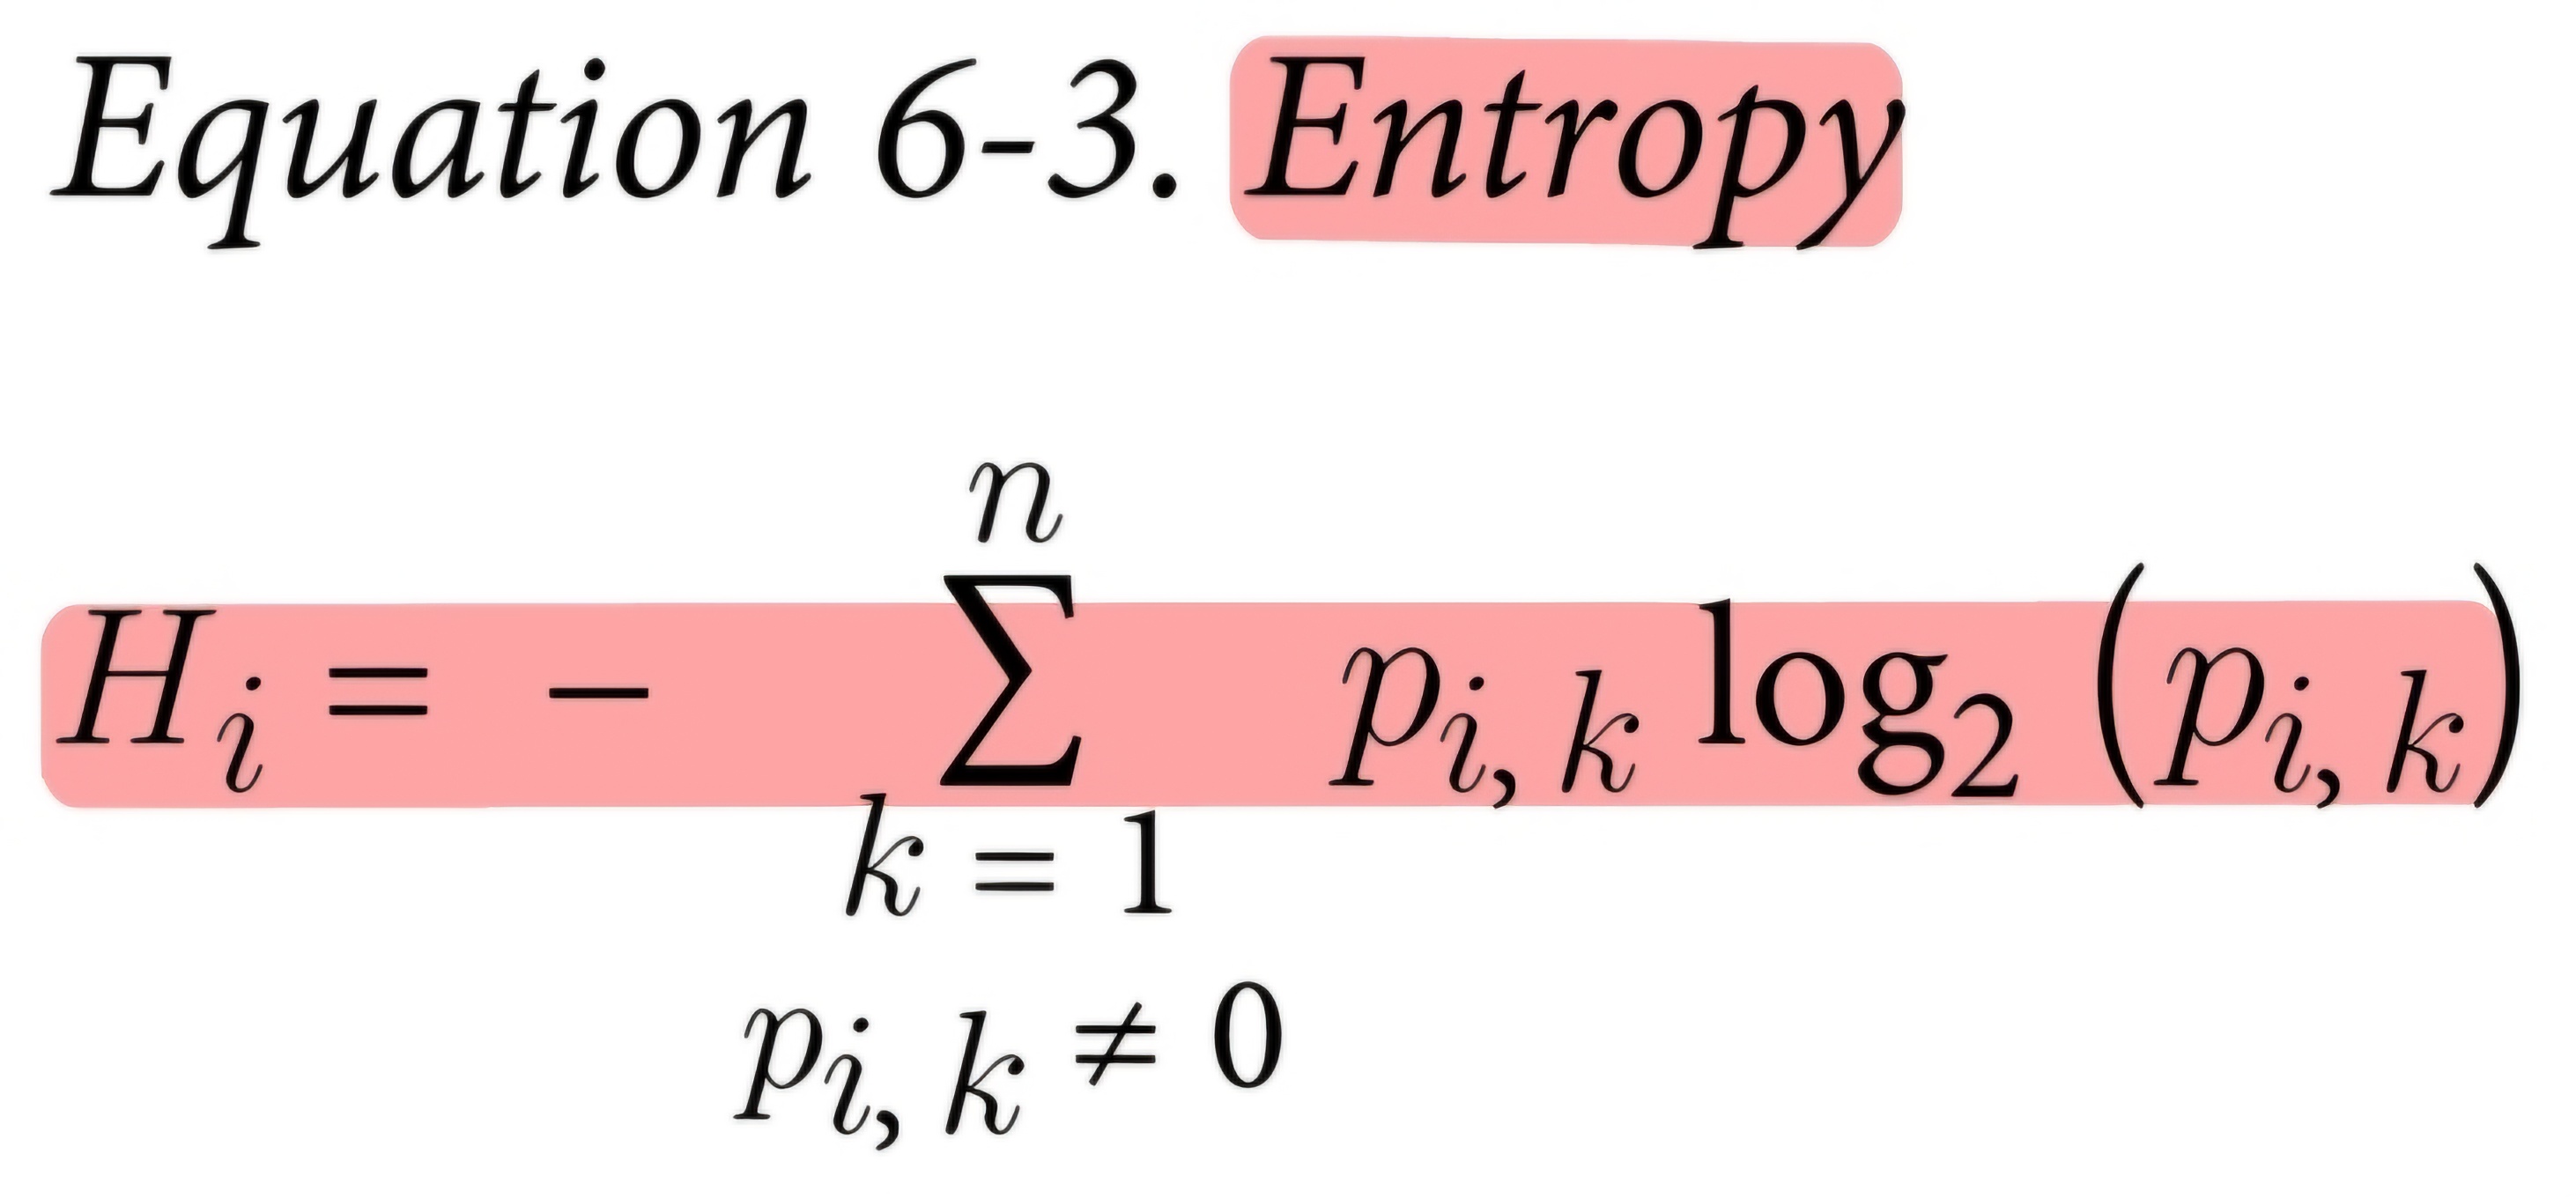 Equation 6-3. Entropy
n
H_i = − ∑ p_{i, k} log_2 (p_{i, k})
k = 1
p_{i, k} ≠ 0